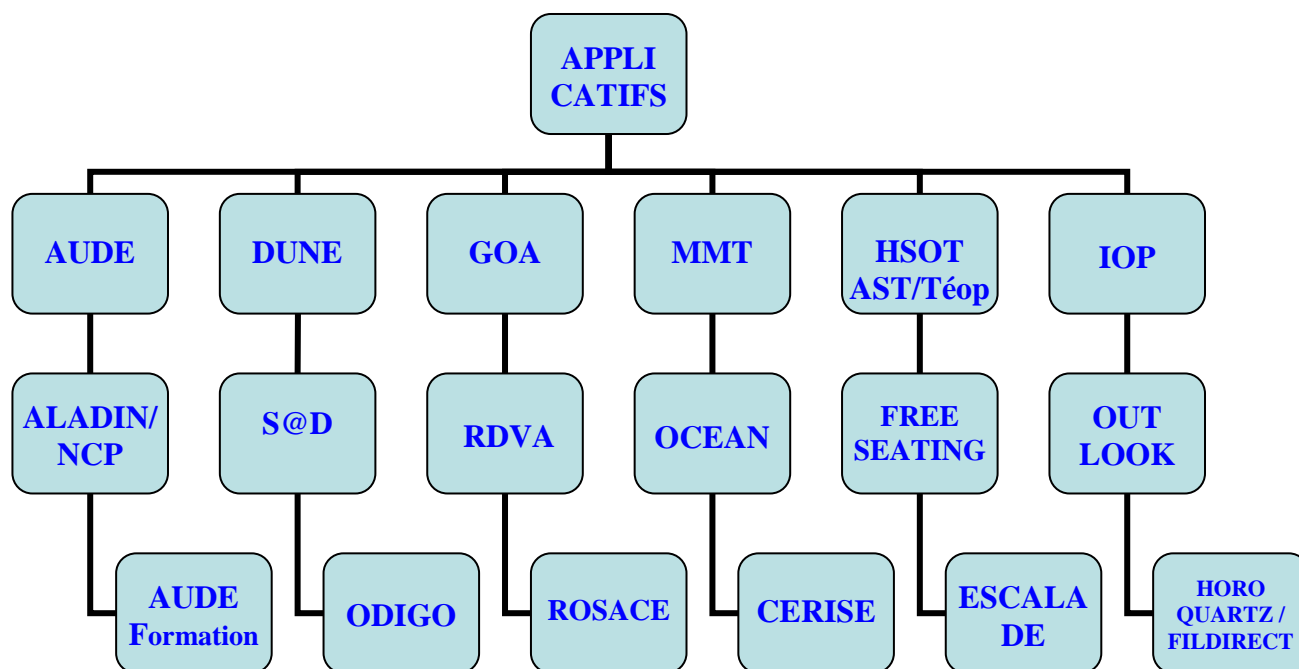 APPLI
CATIFS
AUDE
DUNE
GOA
MMT
HSOT
AST/Téop
IOP
ALADIN/
NCP
S@D
RDVA
OCEAN
FREE
SEATING
OUT
LOOK
AUDE
Formation
ODIGO
ROSACE
CERISE
ESCALA
DE
HORO
QUARTZ /
FILDIRECT